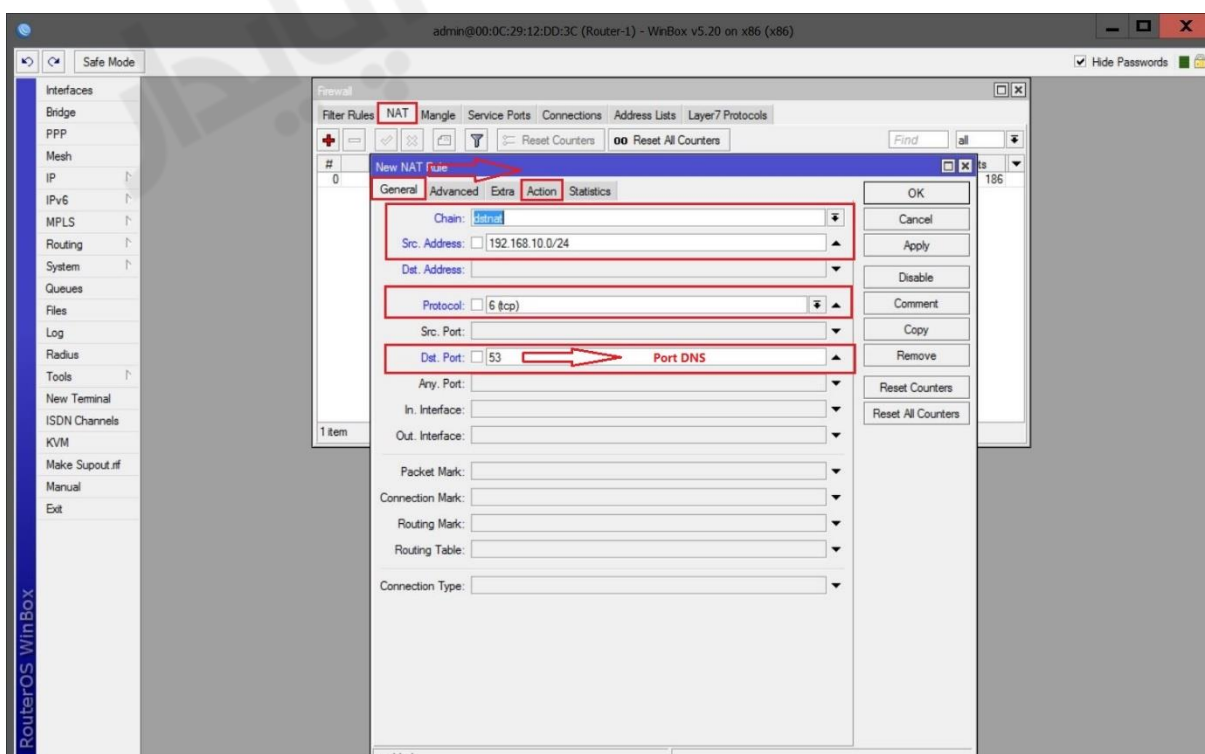 admin@00:0C:29:12:DD:3C (Router-1) - WinBox v5.20 on x86 (x86)
Safe Mode
Hide Passwords
Interfaces
Bridge
PPP
Mesh
IP
IPv6
MPLS
Routing
System
Queues
Files
Log
Radius
Tools
New Terminal
ISDN Channels
KVM
Make Supout.rif
Manual
Exit
RouterOS WinBox
Firewall
Filter Rules NAT Mangle Service Ports Connections Address Lists Layer7 Protocols
Reset Counters 00 Reset All Counters Find all
#
0 186
1 item
New NAT Rule
General Advanced Extra Action Statistics
Chain: dstnat
Src. Address: 192.168.10.0/24
Dst. Address:
Protocol: 6 (tcp)
Src. Port:
Dst. Port: 53 Port DNS
Any. Port:
In. Interface:
Out. Interface:
Packet Mark:
Connection Mark:
Routing Mark:
Routing Table:
Connection Type:
OK
Cancel
Apply
Disable
Comment
Copy
Remove
Reset Counters
Reset All Counters